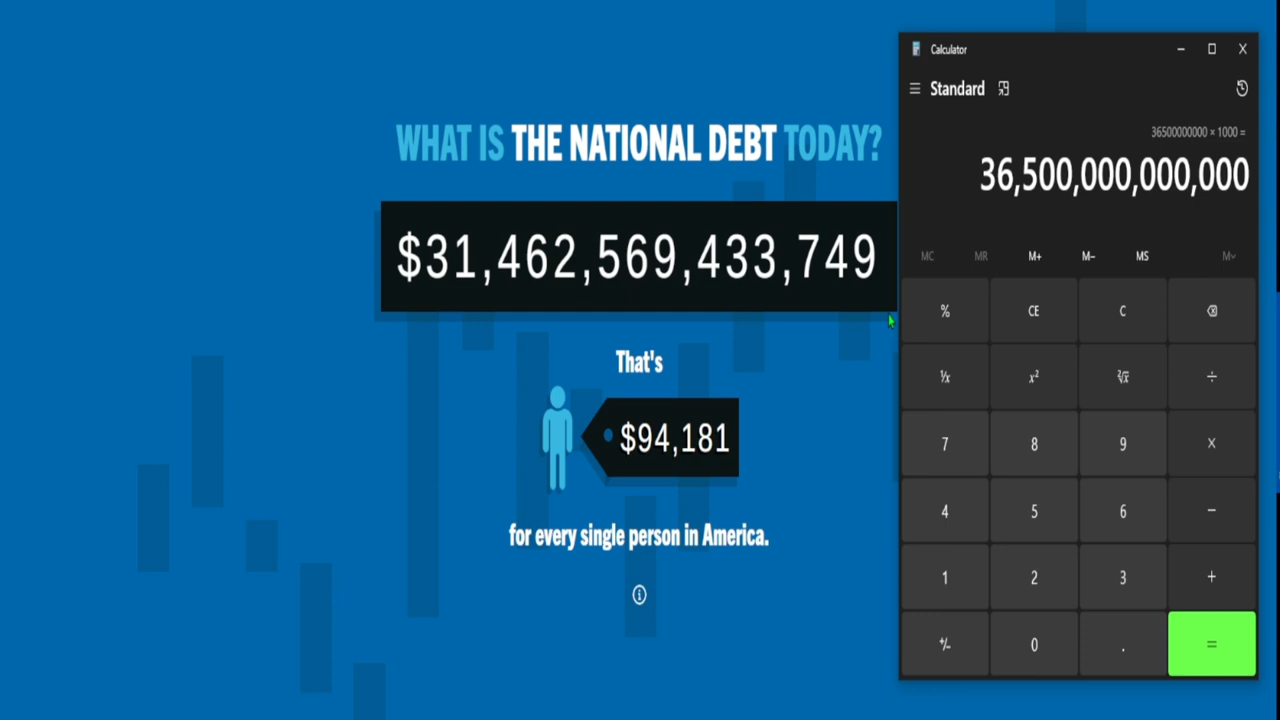 WHAT IS THE NATIONAL DEBT TODAY?
$31,462,569,433,749
That's
$94,181
for every single person in America.
Calculator
Standard
36500000000 × 1000 =
36,500,000,000,000
MC MR M+ M− MS M˅
% CE C
¹/x x² ²√x ÷
7 8 9 ×
4 5 6 −
1 2 3 +
+/- 0 . =